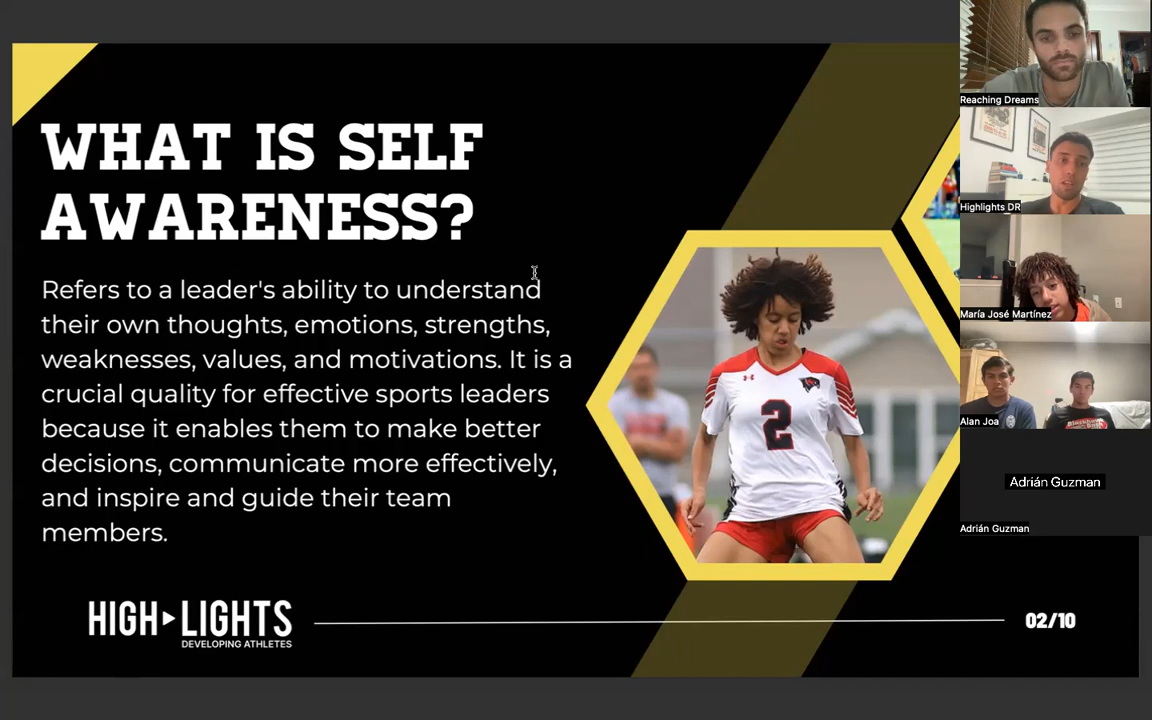 WHAT IS SELF
AWARENESS?
Refers to a leader's ability to understand
their own thoughts, emotions, strengths,
weaknesses, values, and motivations. It is a
crucial quality for effective sports leaders
because it enables them to make better
decisions, communicate more effectively,
and inspire and guide their team
members.
HIGH LIGHTS
DEVELOPING ATHLETES
02/10
2
Reaching Dreams
Highlights DR
María José Martínez
Alan Joa
Adrián Guzman
Adrián Guzman